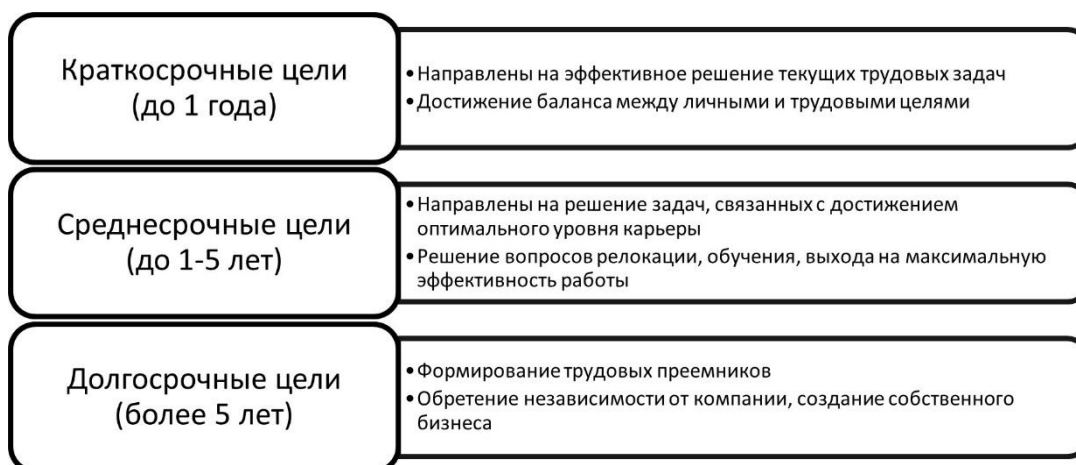 Краткосрочные цели
(до 1 года)
•Направлены на эффективное решение текущих трудовых задач
•Достижение баланса между личными и трудовыми целями
Среднесрочные цели
(до 1-5 лет)
•Направлены на решение задач, связанных с достижением
оптимального уровня карьеры
•Решение вопросов релокации, обучения, выхода на максимальную
эффективность работы
Долгосрочные цели
(более 5 лет)
•Формирование трудовых преемников
•Обретение независимости от компании, создание собственного
бизнеса